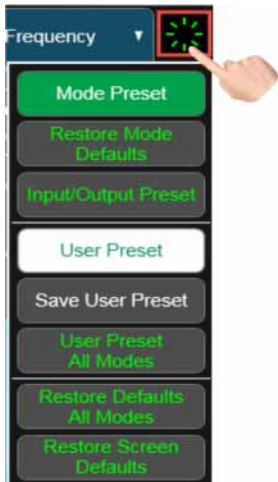 Frequency
Mode Preset
Restore Mode
Defaults
Input/Output Preset
User Preset
Save User Preset
User Preset
All Modes
Restore Defaults
All Modes
Restore Screen
Defaults